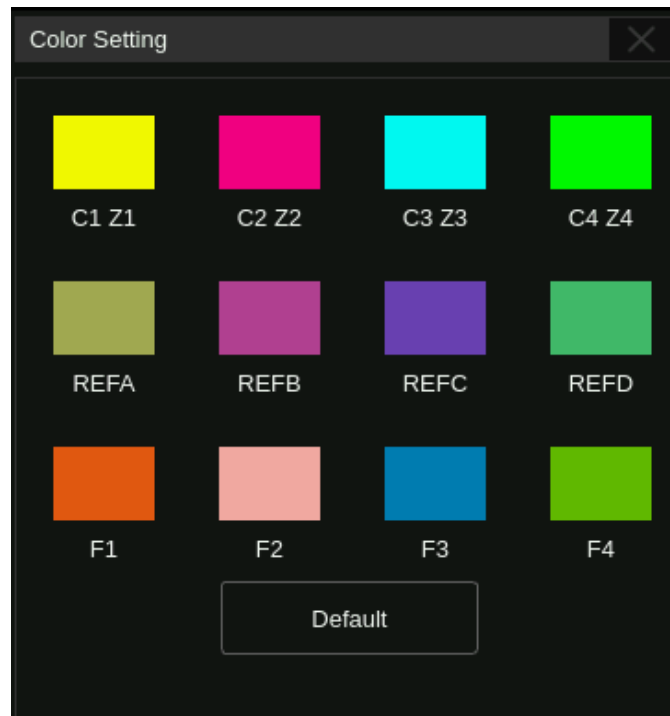 Color Setting
C1 Z1 C2 Z2 C3 Z3 C4 Z4
REFA REFB REFC REFD
F1 F2 F3 F4
Default